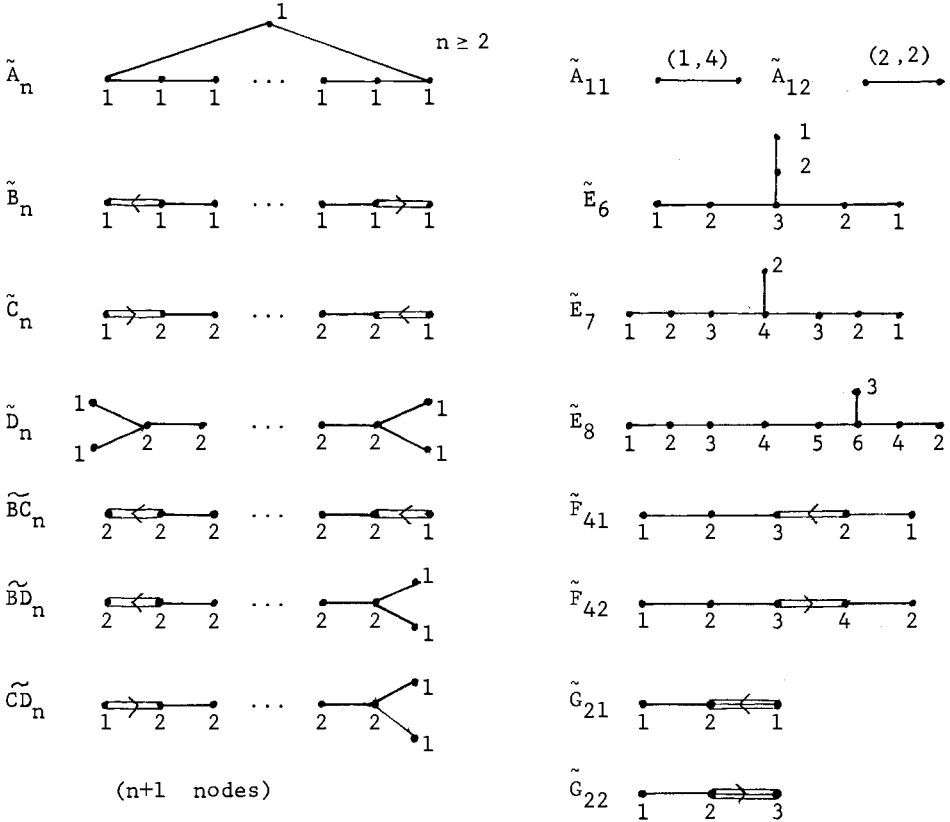 1
n ≥ 2
Ã_n
1 1 1 ... 1 1 1
Ã_11 (1,4) Ã_12 (2,2)
B̃_n
1 1 1 ... 1 1 1
Ẽ_6
1
2
1 2 3 2 1
C̃_n
1 2 2 ... 2 2 1
Ẽ_7
2
1 2 3 4 3 2 1
D̃_n
1 1
2 2 ... 2 2
1 1
Ẽ_8
3
1 2 3 4 5 6 4 2
B̃C̃_n
2 2 2 ... 2 2 1
F̃_41
1 2 3 2 1
B̃D̃_n
1
2 2 2 ... 2 2
1
F̃_42
1 2 3 4 2
C̃D̃_n
1
1 2 2 ... 2 2
1
G̃_21
1 2 1
(n+1 nodes)
G̃_22
1 2 3